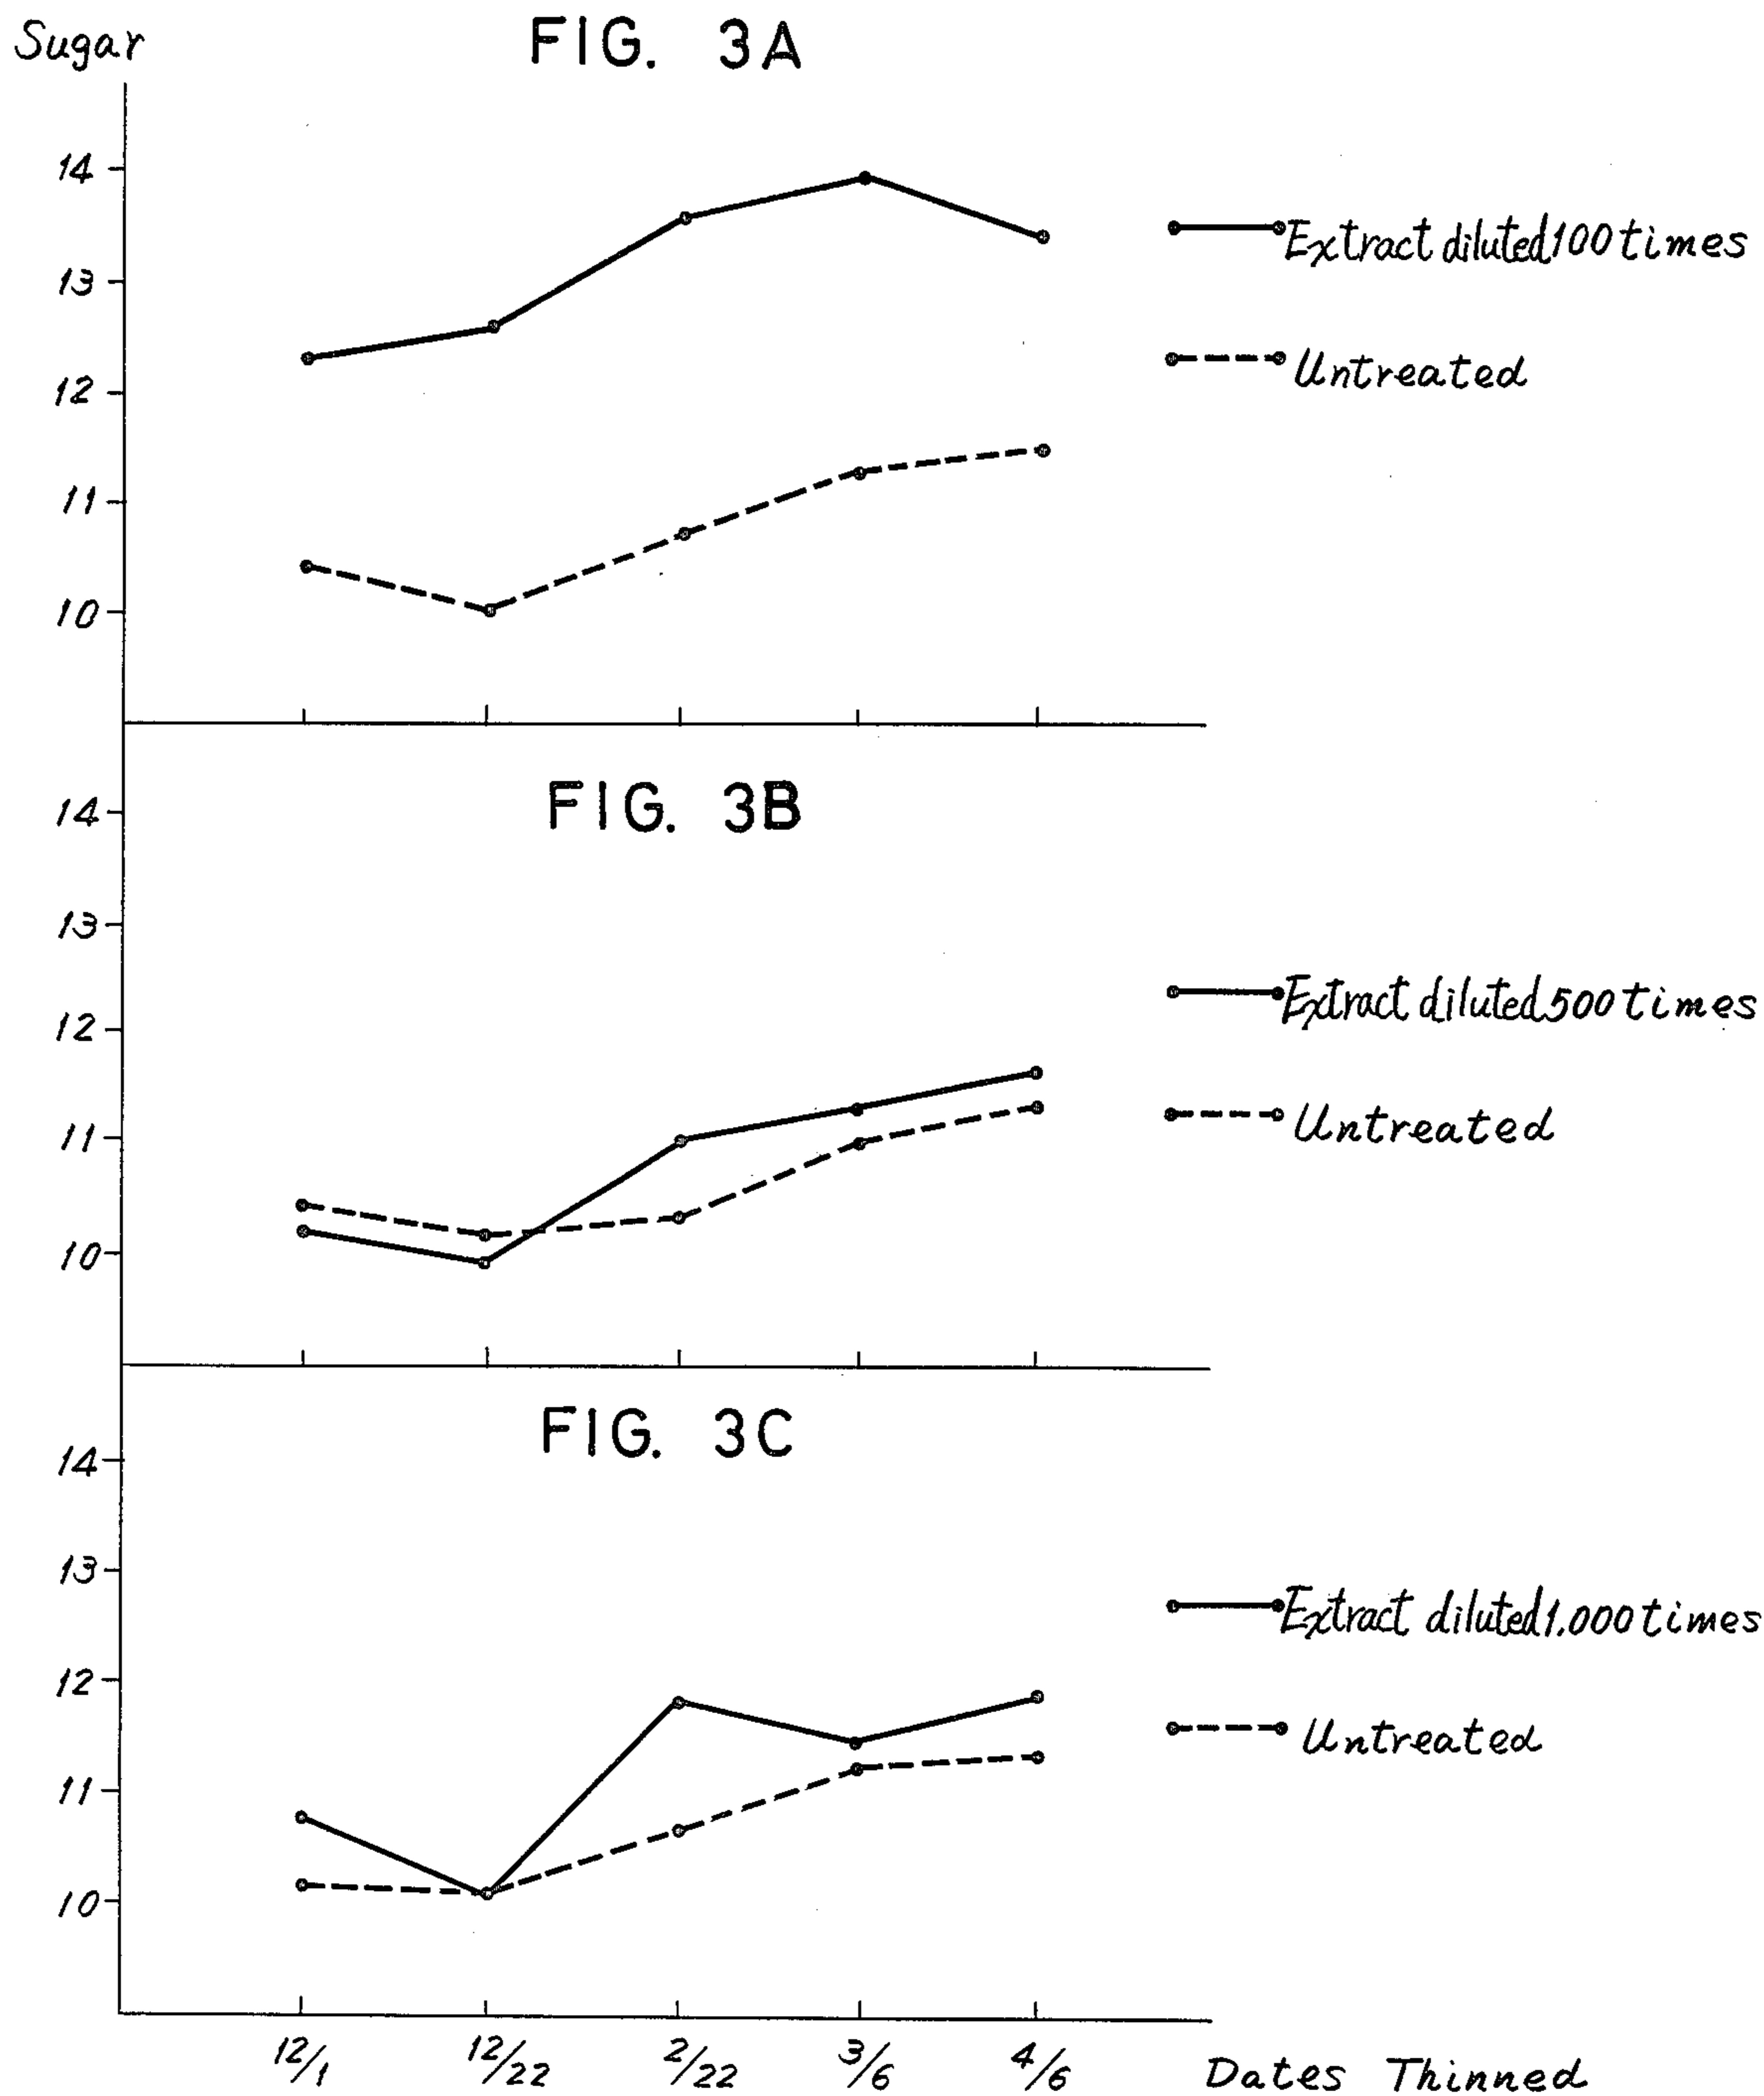 FIG. 3A
Sugar
14
13
12
11
10
Extract diluted 100 times
Untreated
FIG. 3B
14
13
12
11
10
Extract diluted 500 times
Untreated
FIG. 3C
14
13
12
11
10
Extract diluted 1,000 times
Untreated
12/1 12/22 2/22 3/6 4/6 Dates Thinned